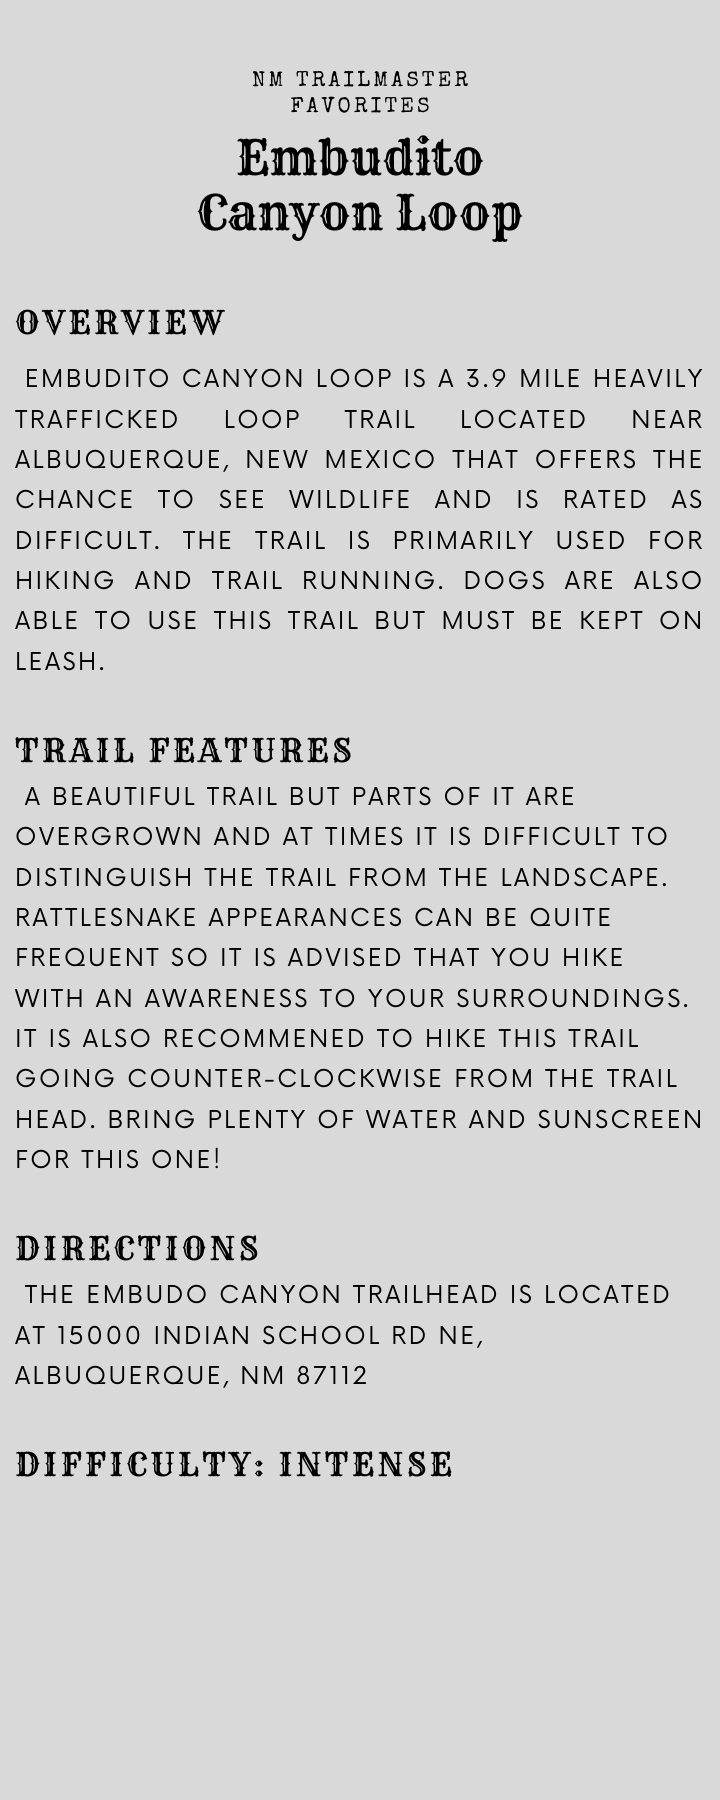 NM TRAILMASTER
FAVORITES
Embudito
Canyon Loop
OVERVIEW
EMBUDITO CANYON LOOP IS A 3.9 MILE HEAVILY
TRAFFICKED LOOP TRAIL LOCATED NEAR
ALBUQUERQUE, NEW MEXICO THAT OFFERS THE
CHANCE TO SEE WILDLIFE AND IS RATED AS
DIFFICULT. THE TRAIL IS PRIMARILY USED FOR
HIKING AND TRAIL RUNNING. DOGS ARE ALSO
ABLE TO USE THIS TRAIL BUT MUST BE KEPT ON
LEASH.
TRAIL FEATURES
A BEAUTIFUL TRAIL BUT PARTS OF IT ARE
OVERGROWN AND AT TIMES IT IS DIFFICULT TO
DISTINGUISH THE TRAIL FROM THE LANDSCAPE.
RATTLESNAKE APPEARANCES CAN BE QUITE
FREQUENT SO IT IS ADVISED THAT YOU HIKE
WITH AN AWARENESS TO YOUR SURROUNDINGS.
IT IS ALSO RECOMMENED TO HIKE THIS TRAIL
GOING COUNTER-CLOCKWISE FROM THE TRAIL
HEAD. BRING PLENTY OF WATER AND SUNSCREEN
FOR THIS ONE!
DIRECTIONS
THE EMBUDO CANYON TRAILHEAD IS LOCATED
AT 15000 INDIAN SCHOOL RD NE,
ALBUQUERQUE, NM 87112
DIFFICULTY: INTENSE